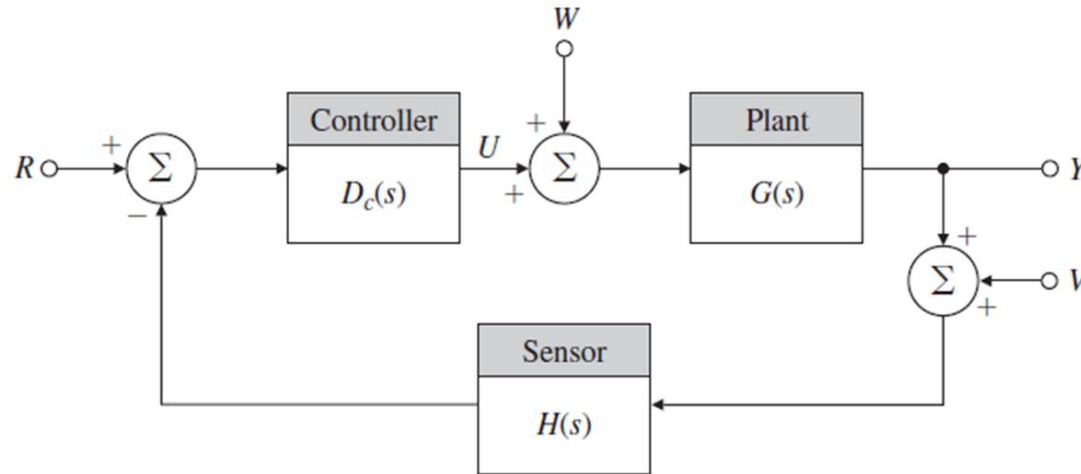 W
Controller
Plant
+
+
U
R
Σ
Σ
Y
D_c(s)
G(s)
−
+
+
Σ
V
+
Sensor
H(s)